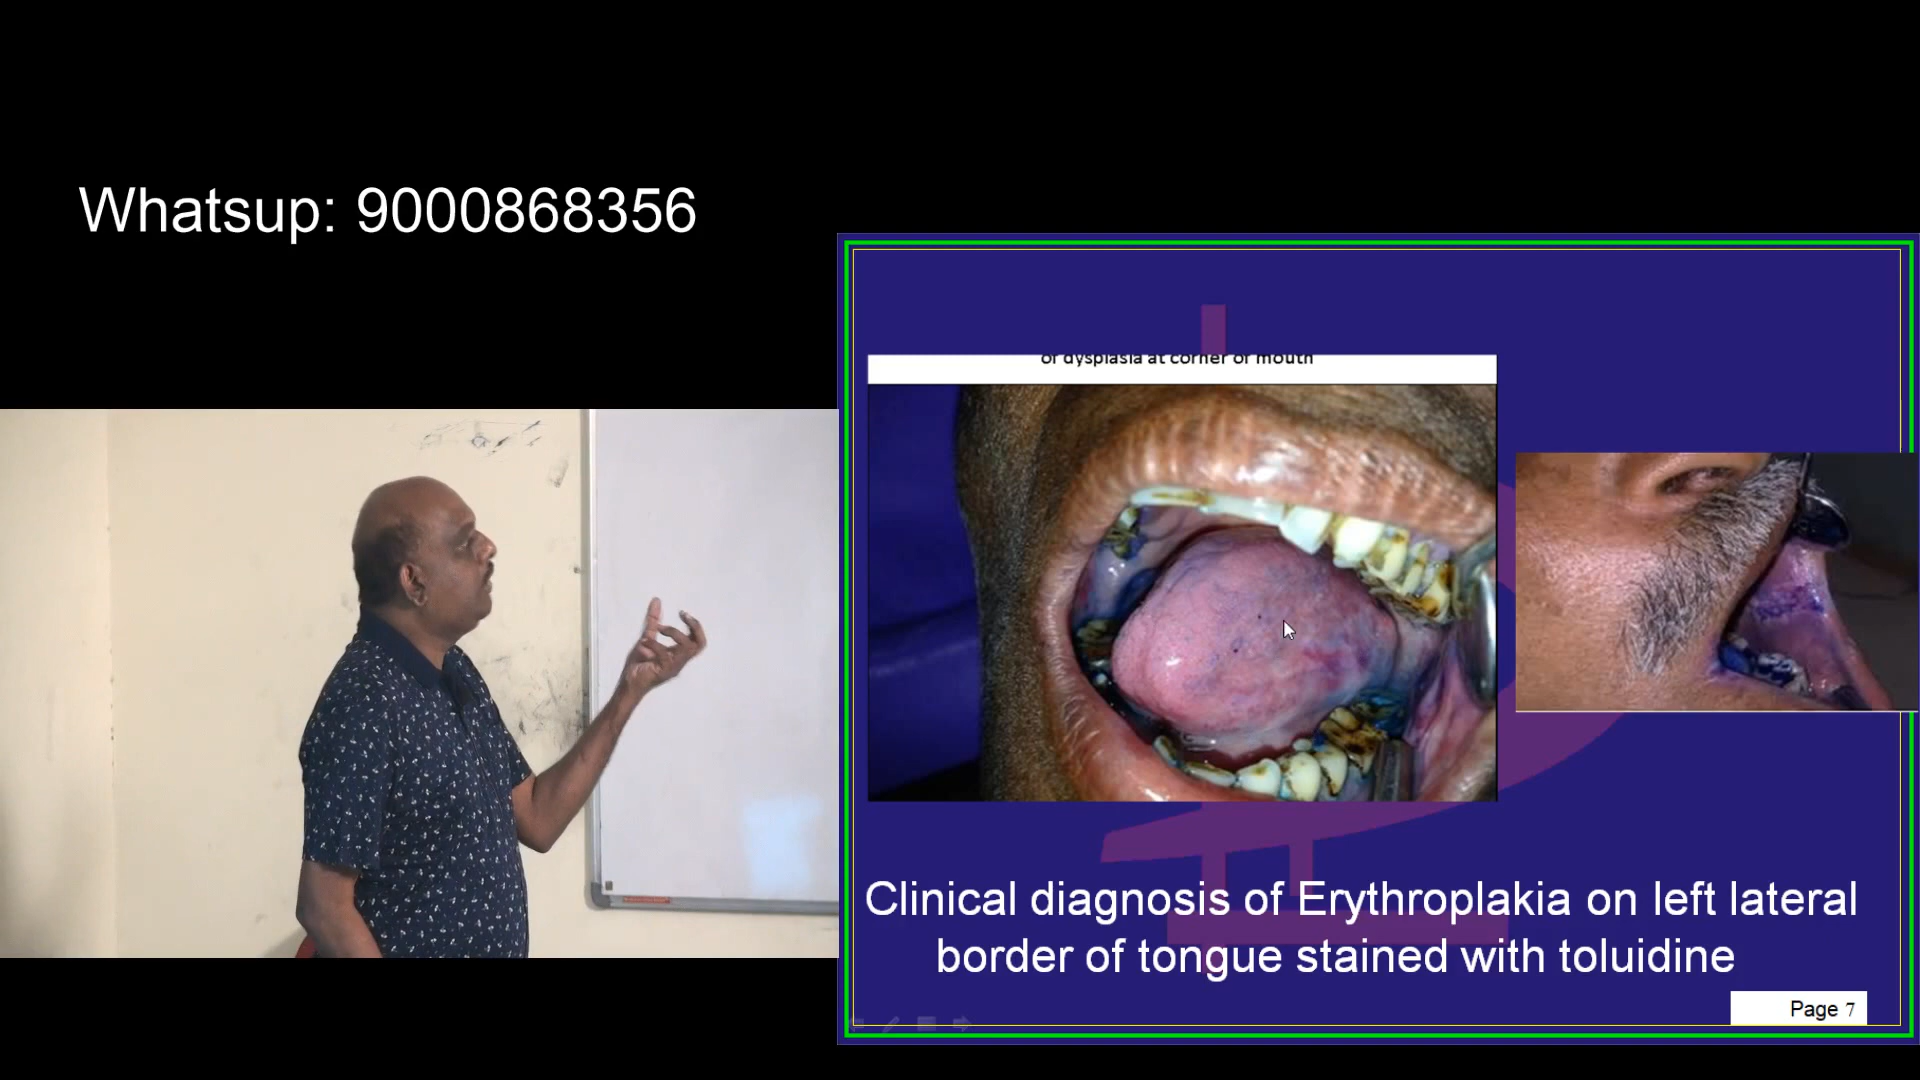 Whatsup: 9000868356
of dysplasia at corner of mouth
Clinical diagnosis of Erythroplakia on left lateral
border of tongue stained with toluidine
Page 7